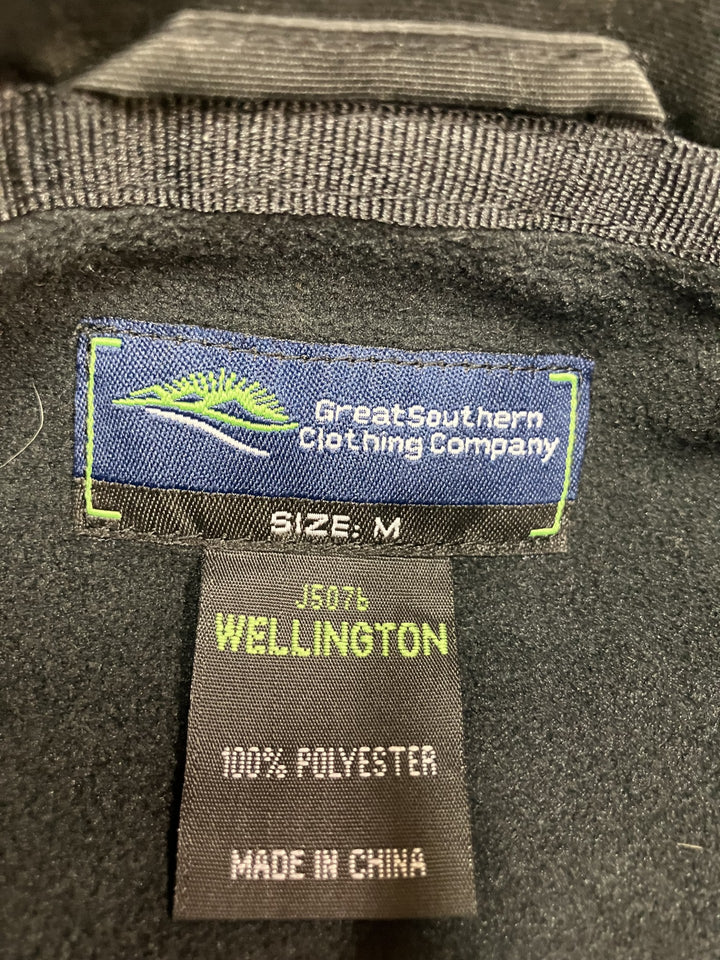 GreatSouthern
Clothing Company
SIZE: M
J507b
WELLINGTON
100% POLYESTER
MADE IN CHINA